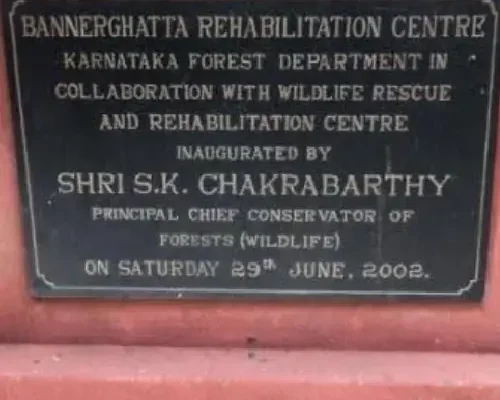 BANNERGHATTA REHABILITATION CENTRE
KARNATAKA FOREST DEPARTMENT IN
COLLABORATION WITH WILDLIFE RESCUE
AND REHABILITATION CENTRE
INAUGURATED BY
SHRI S.K. CHAKRABARTHY
PRINCIPAL CHIEF CONSERVATOR OF
FORESTS (WILDLIFE)
ON SATURDAY 29th JUNE, 2002.